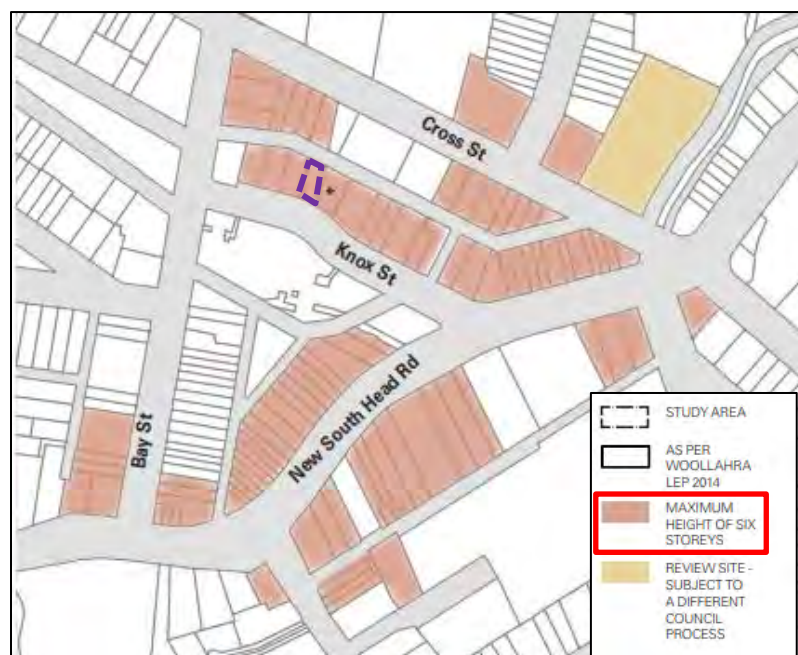 Cross St
Knox St
New South Head Rd
Bay St
STUDY AREA
AS PER
WOOLLAHRA
LEP 2014
MAXIMUM
HEIGHT OF SIX
STOREYS
REVIEW SITE -
SUBJECT TO
A DIFFERENT
COUNCIL
PROCESS